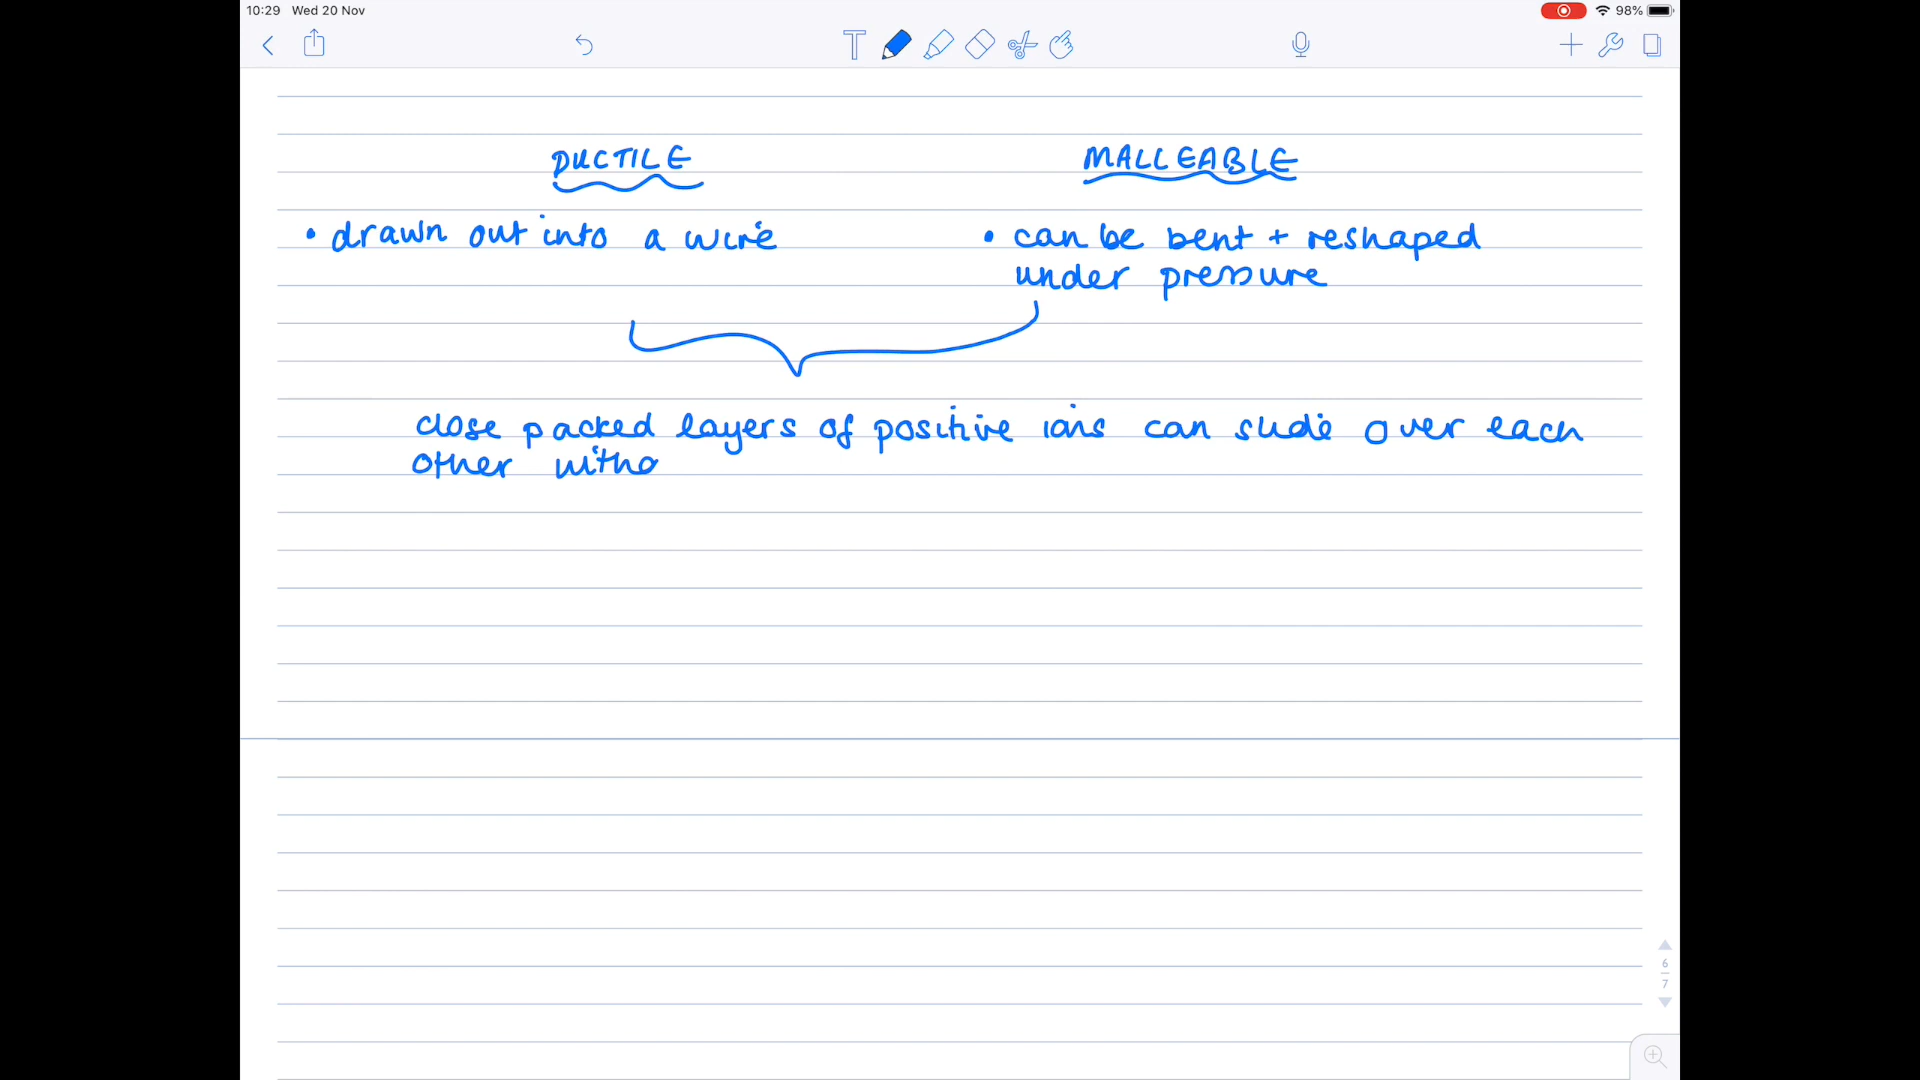 10:29 Wed 20 Nov
98%
T
DUCTILE
MALLEABLE
• drawn out into a wire
• can be bent + reshaped
under pressure
close packed layers of positive ions can slide over each
other witho
6
7